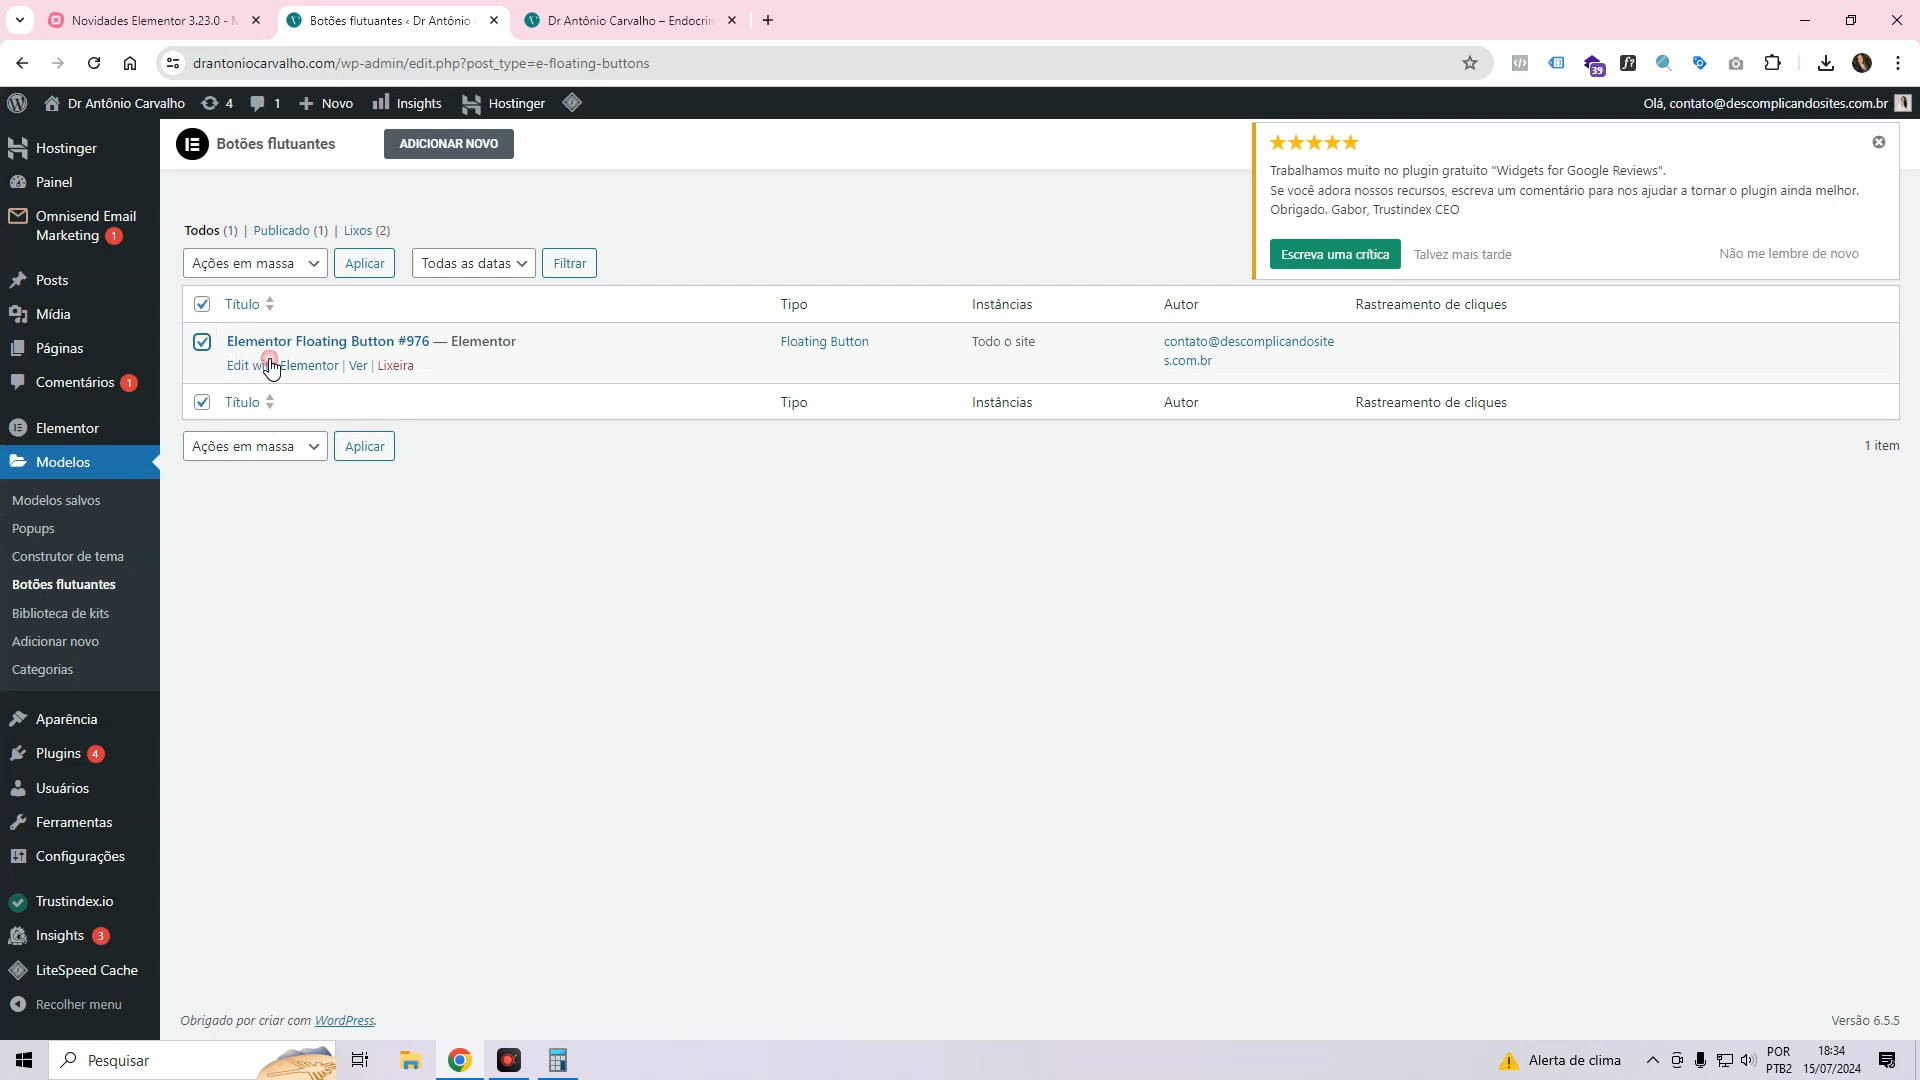 Novidades Elementor 3.23.0 - M
Botões flutuantes ‹ Dr Antônio C
Dr Antônio Carvalho – Endocrin
drantoniocarvalho.com/wp-admin/edit.php?post_type=e-floating-buttons
39
Dr Antônio Carvalho
4
1
Novo
Insights
Hostinger
Olá, contato@descomplicandosites.com.br
Hostinger
Painel
Omnisend Email
Marketing 1
Posts
Mídia
Páginas
Comentários 1
Elementor
Modelos
Modelos salvos
Popups
Construtor de tema
Botões flutuantes
Biblioteca de kits
Adicionar novo
Categorias
Aparência
Plugins 4
Usuários
Ferramentas
Configurações
Trustindex.io
Insights 3
LiteSpeed Cache
Recolher menu
Botões flutuantes
ADICIONAR NOVO
Trabalhamos muito no plugin gratuito "Widgets for Google Reviews".
Se você adora nossos recursos, escreva um comentário para nos ajudar a tornar o plugin ainda melhor.
Obrigado. Gabor, Trustindex CEO
Escreva uma crítica
Talvez mais tarde
Não me lembre de novo
Todos (1) | Publicado (1) | Lixos (2)
Ações em massa
Aplicar
Todas as datas
Filtrar
Título
Tipo
Instâncias
Autor
Rastreamento de cliques
Elementor Floating Button #976 — Elementor
Edit with Elementor | Ver | Lixeira
Floating Button
Todo o site
contato@descomplicandosite
s.com.br
Título
Tipo
Instâncias
Autor
Rastreamento de cliques
Ações em massa
Aplicar
1 item
Obrigado por criar com WordPress.
Versão 6.5.5
Pesquisar
Alerta de clima
POR
PTB2
18:34
15/07/2024